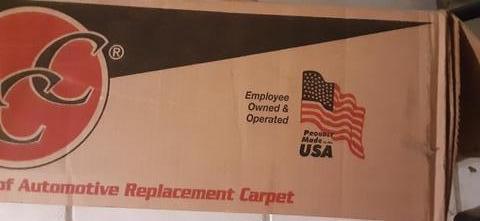 CC
®
Employee
Owned &
Operated
Proudly
Made in the
USA
of Automotive Replacement Carpet